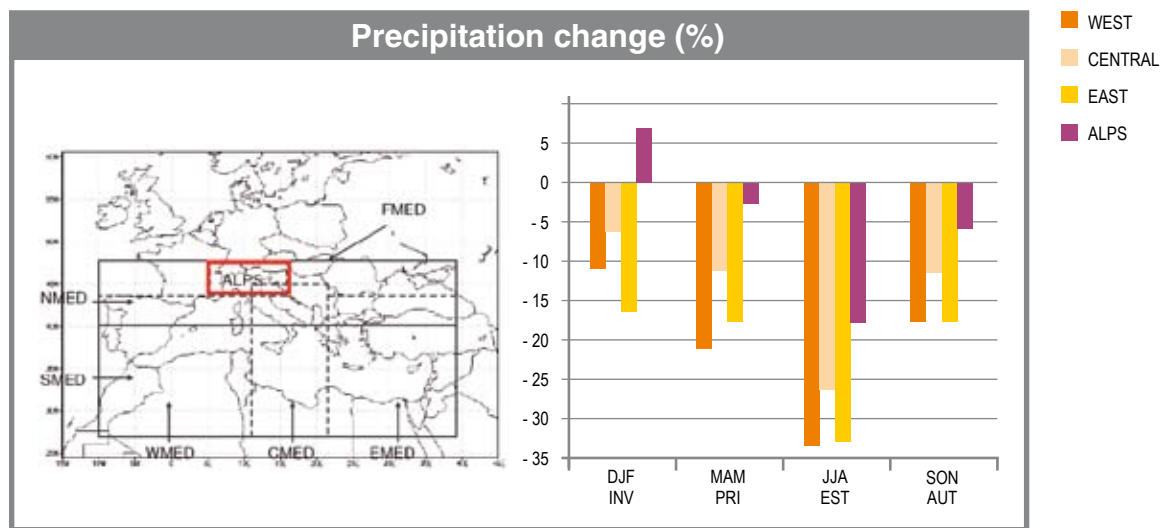 Precipitation change (%)
WEST
CENTRAL
EAST
ALPS
FMED
ALPS
NMED
SMED
WMED
CMED
EMED
5
0
- 5
- 10
- 15
- 20
- 25
- 30
- 35
DJF
INV
MAM
PRI
JJA
EST
SON
AUT